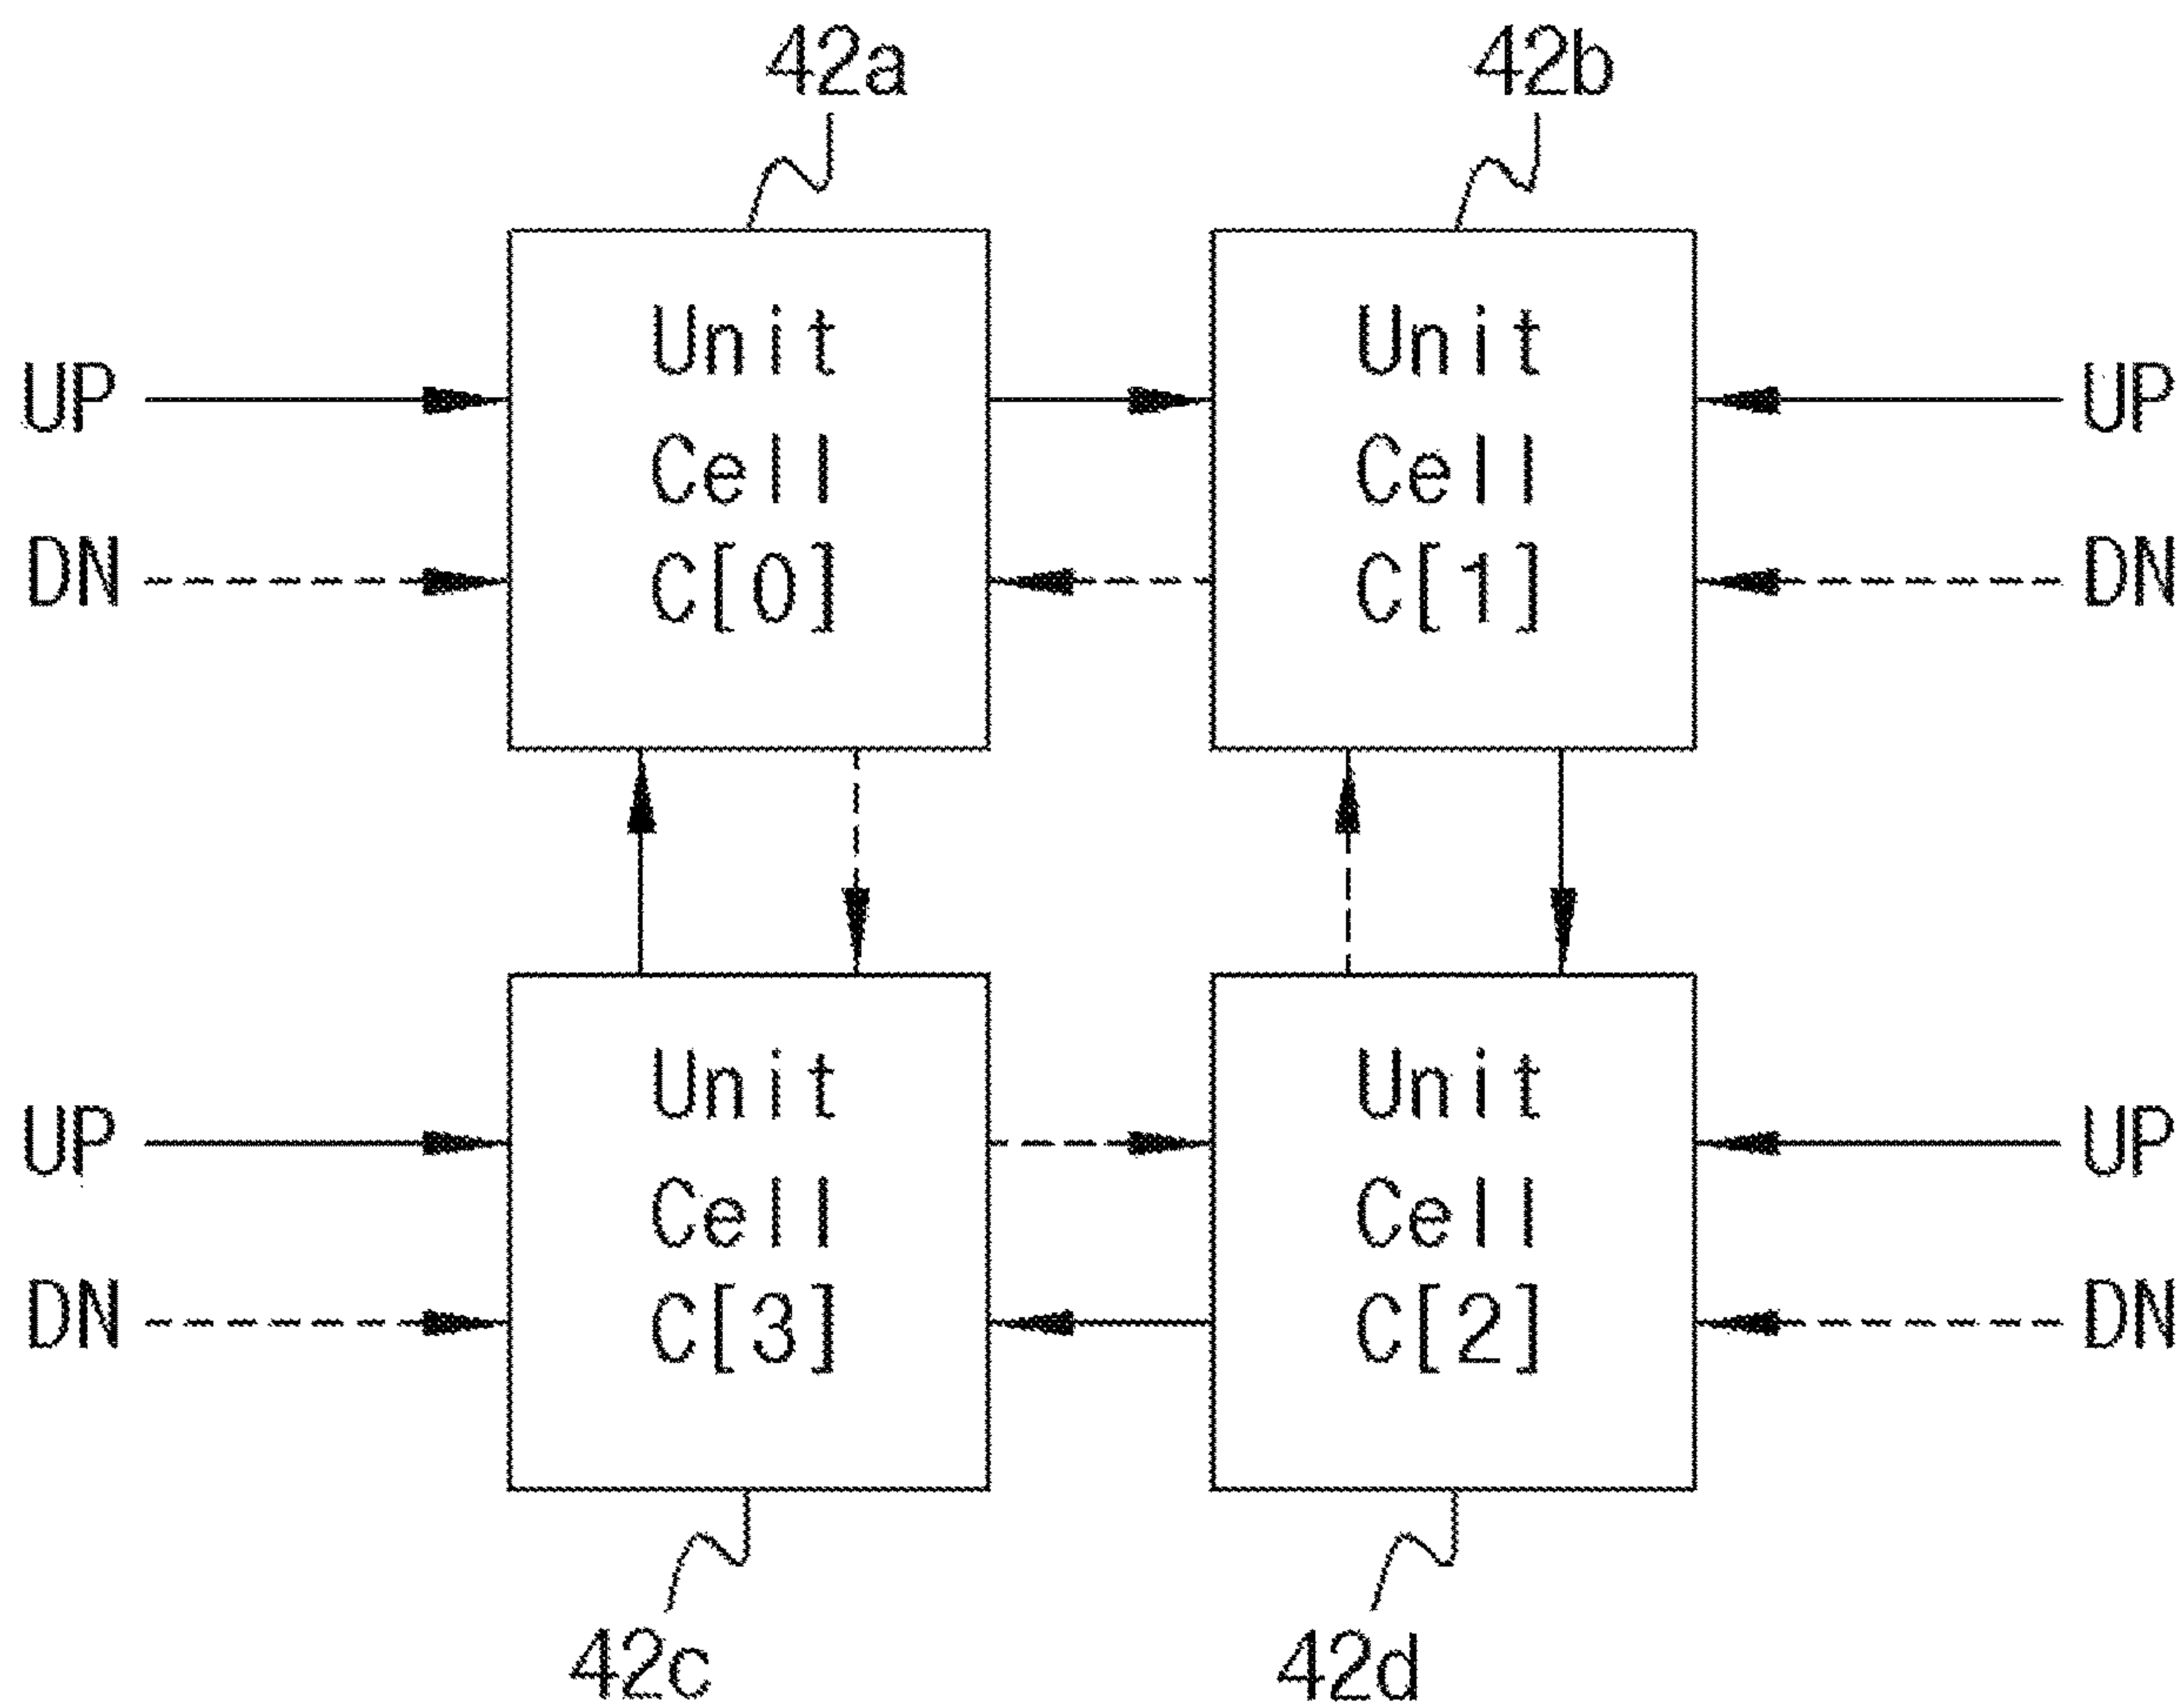 42a 42b
Unit Unit
UP UP
Cell Cell
DN DN
C[0] C[1]
Unit Unit
UP UP
Cell Cell
DN DN
C[3] C[2]
42c 42d